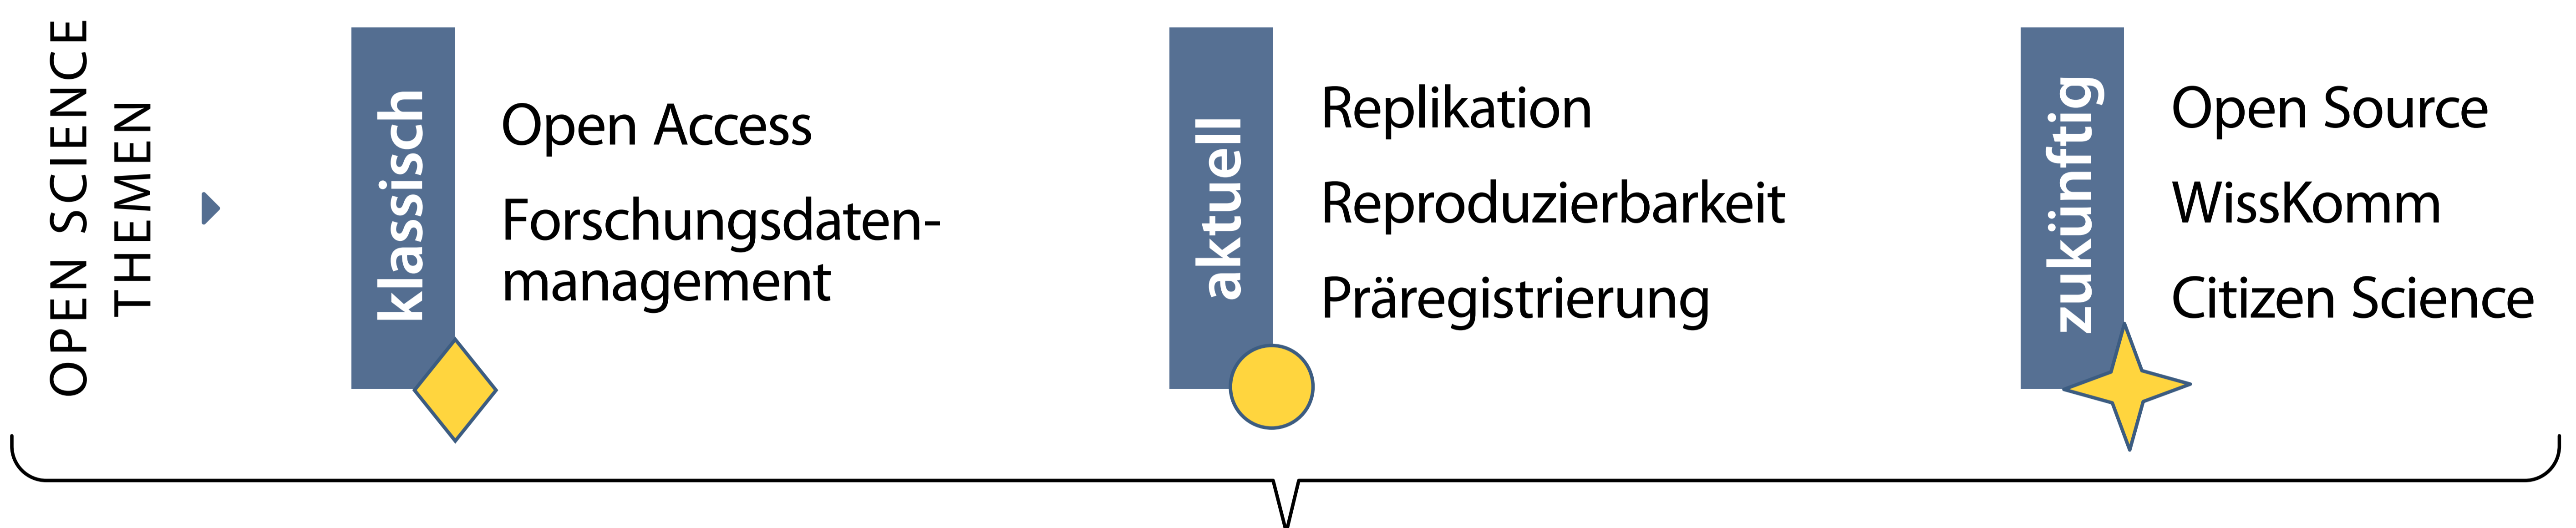 OPEN SCIENCE
THEMEN
klassisch
Open Access
Forschungsdaten-
management
aktuell
Replikation
Reproduzierbarkeit
Präregistrierung
zukünftig
Open Source
WissKomm
Citizen Science